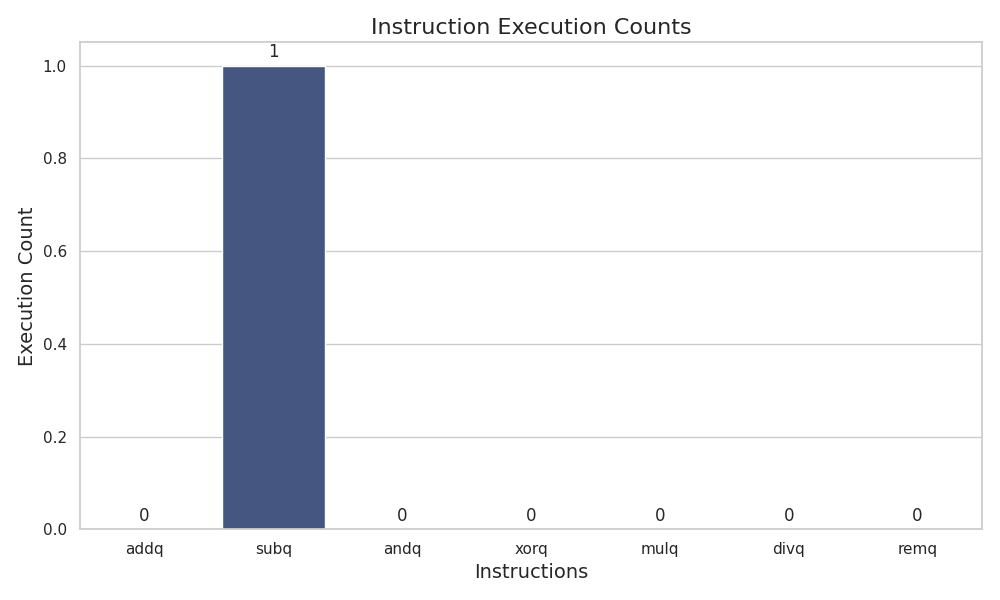 Instruction Execution Counts
1
1.0
0.8
0.6
0.4
0.2
0.0
Execution Count
0 0 0 0 0 0
addq subq andq xorq mulq divq remq
Instructions